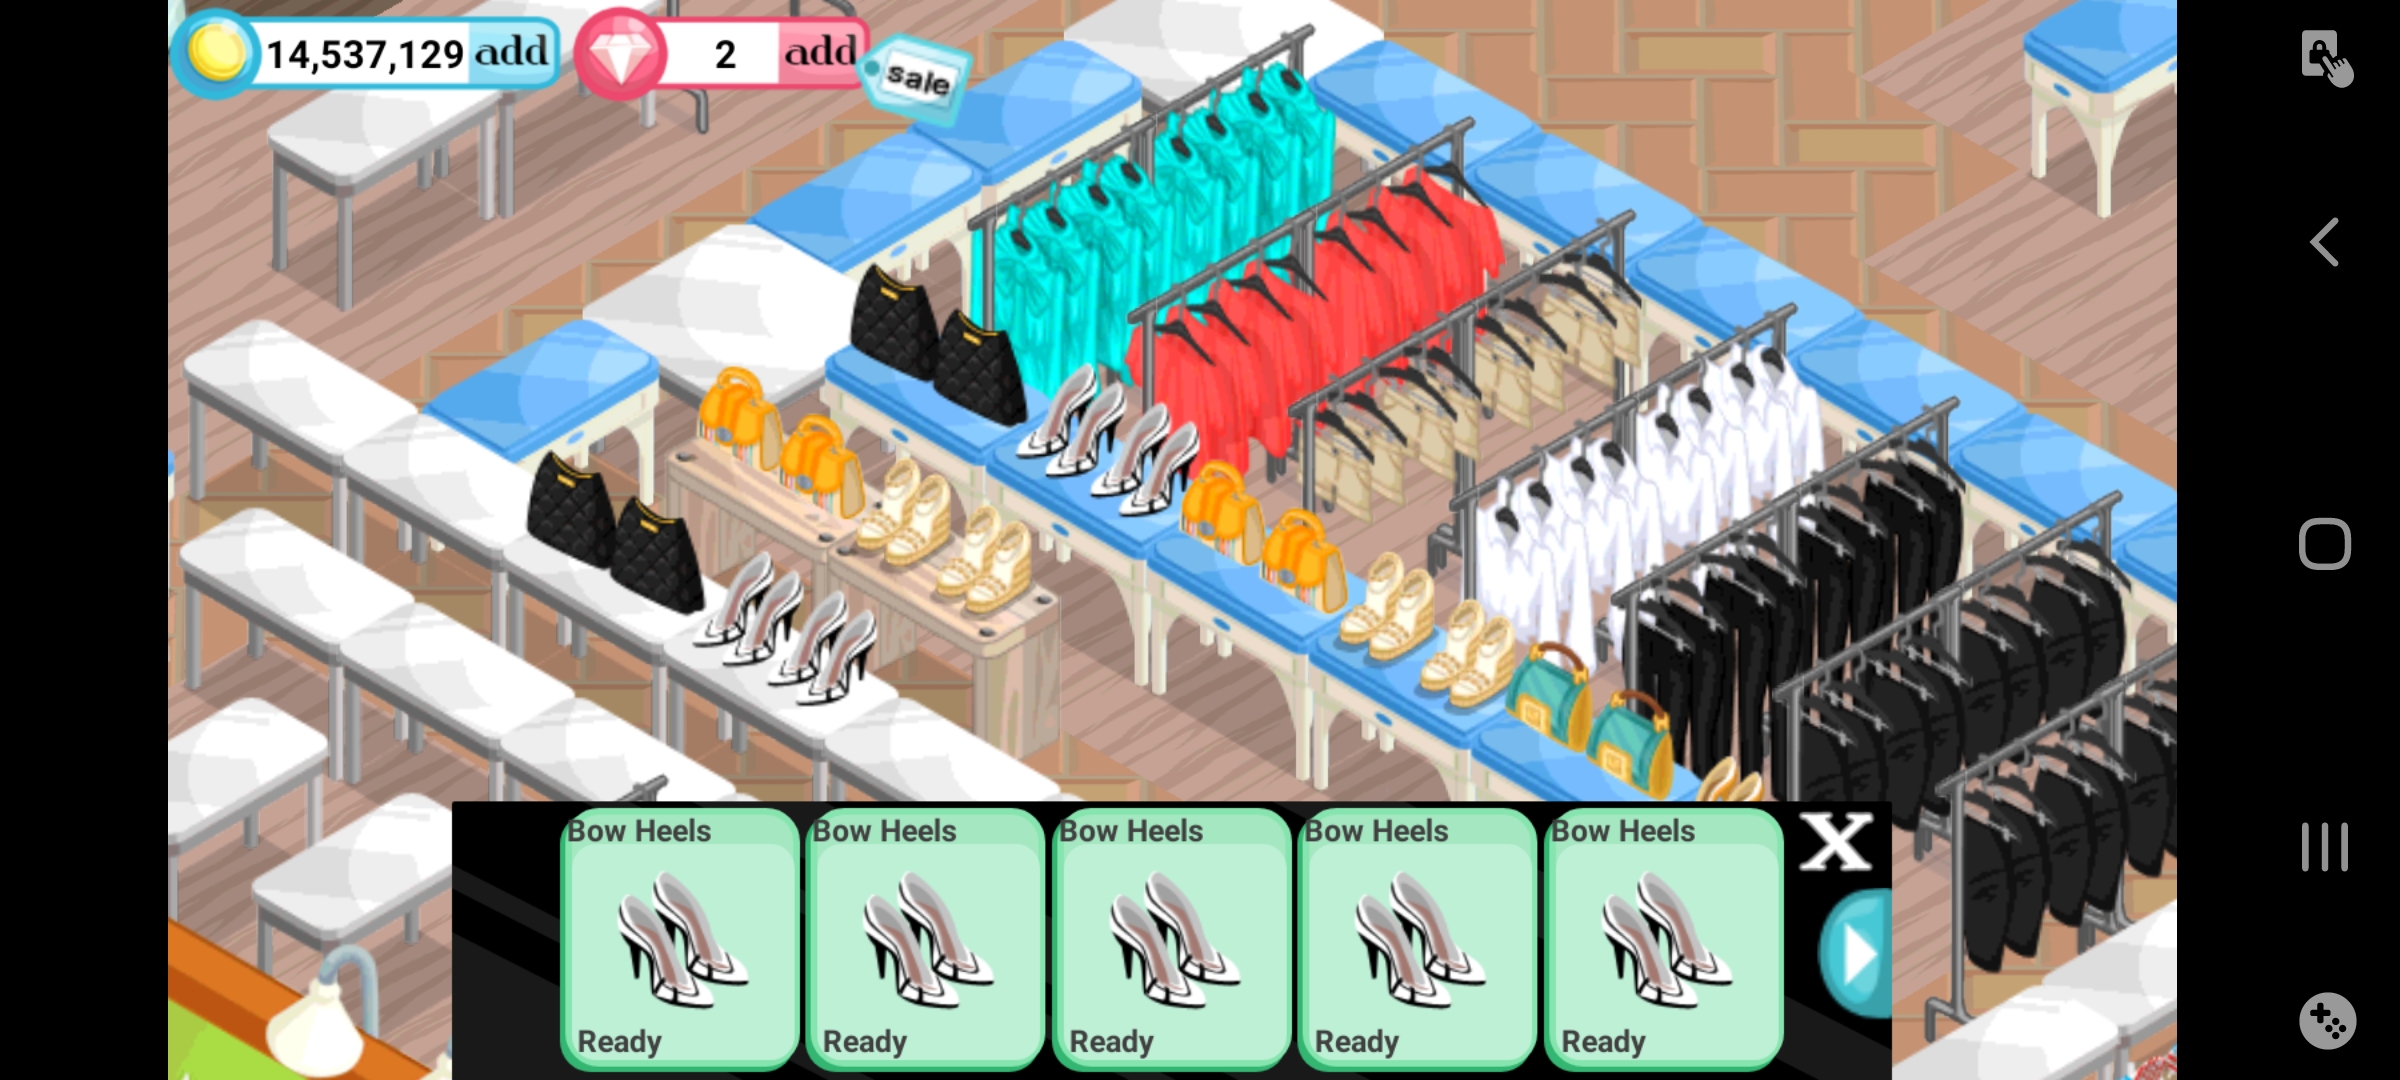 14,537,129 add 2 add
sale
Bow Heels Bow Heels Bow Heels Bow Heels Bow Heels X
Ready Ready Ready Ready Ready